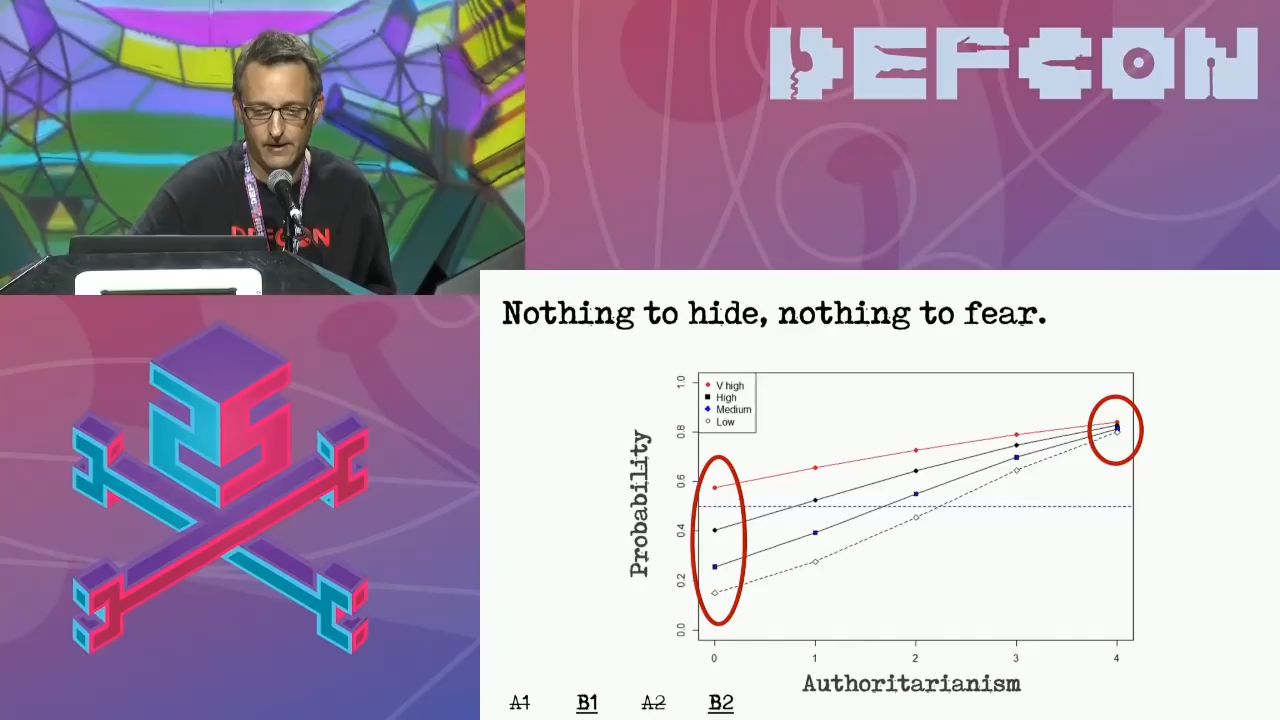 DEFCON
DEFCON
Nothing to hide, nothing to fear.
V high
High
Medium
Low
1.0
0.8
0.6
0.4
0.2
0.0
Probability
0 1 2 3 4
Authoritarianism
A1 B1 A2 B2